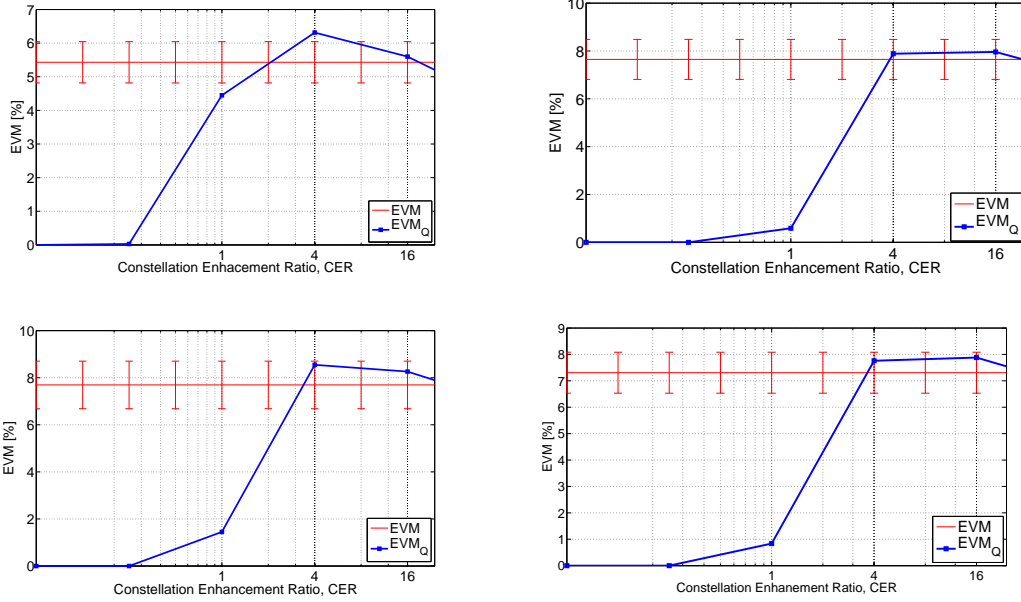 7
6
5
4
3
2
1
0
EVM [%]
1
4
16
Constellation Enhacement Ratio, CER
EVM
EVM_Q
10
8
6
4
2
0
EVM [%]
1
4
16
Constellation Enhancement Ratio, CER
EVM
EVM_Q
10
8
6
4
2
0
EVM [%]
1
4
16
Constellation Enhanement Ratio, CER
EVM
EVM_Q
9
8
7
6
5
4
3
2
1
0
EVM [%]
1
4
16
Constellation Enhancement Ratio, CER
EVM
EVM_Q